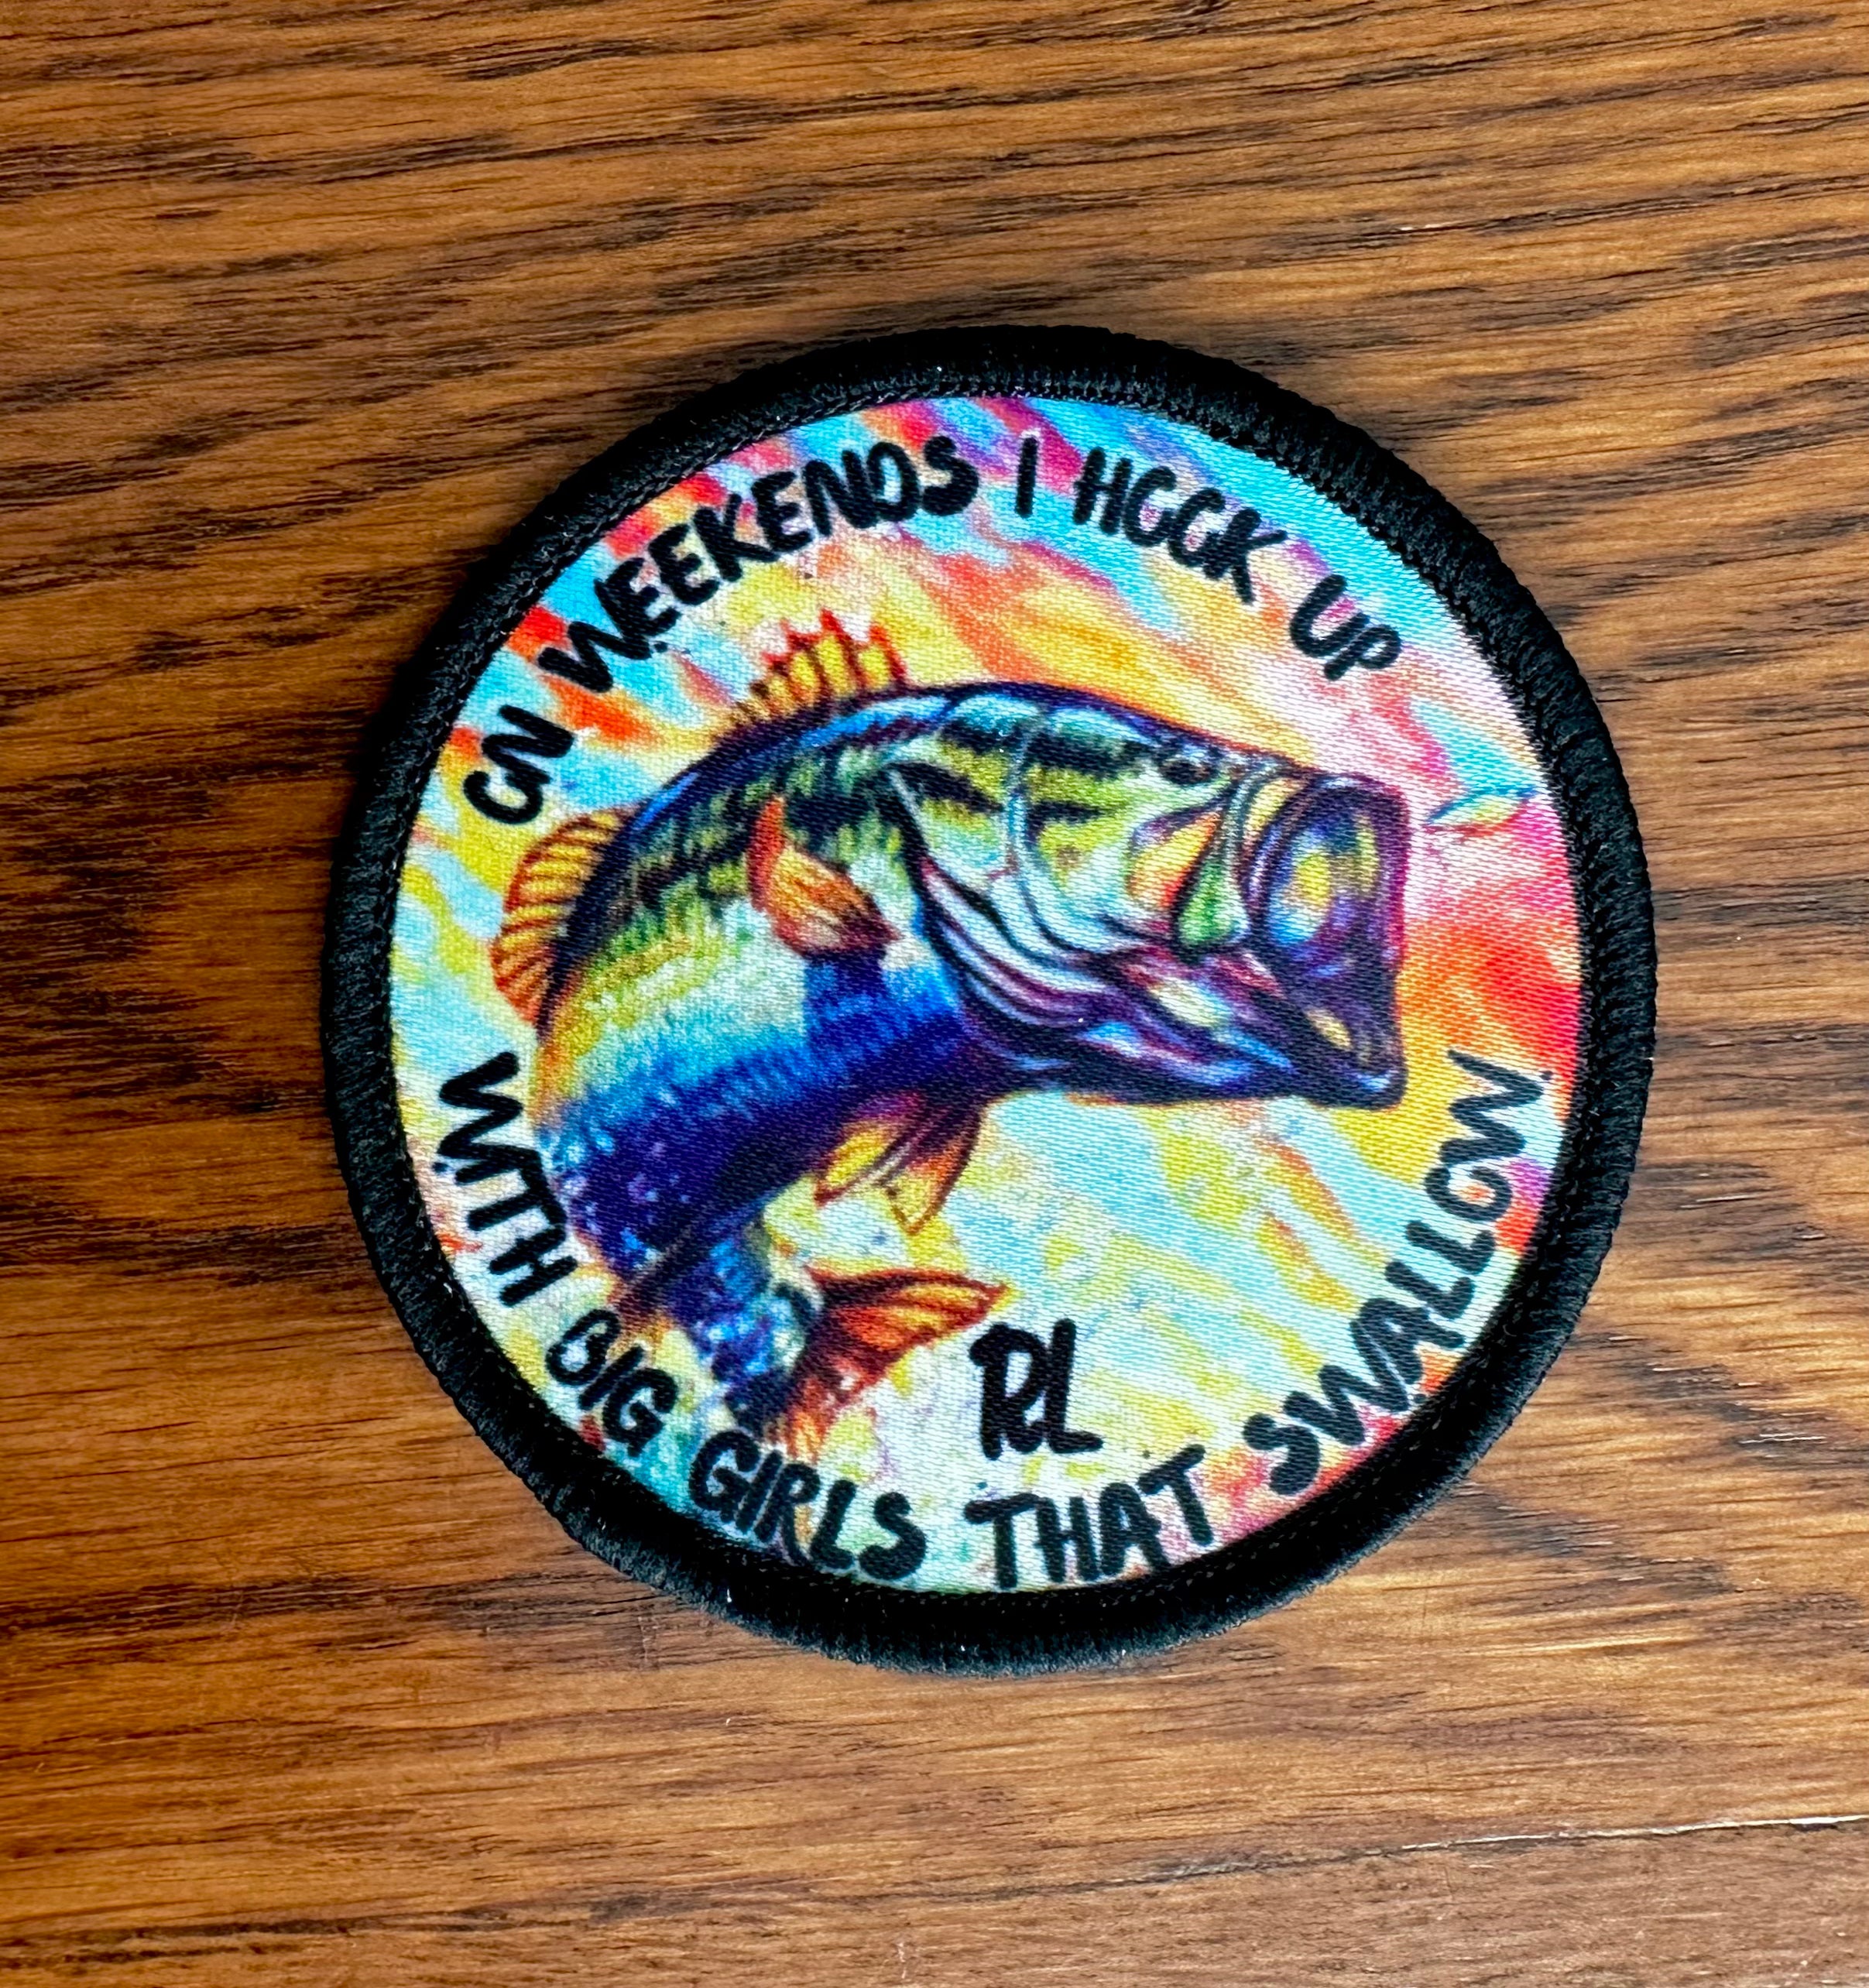 ON WEEKENDS I HOOK UP
WITH BIG GIRLS THAT SWALLOW
RL